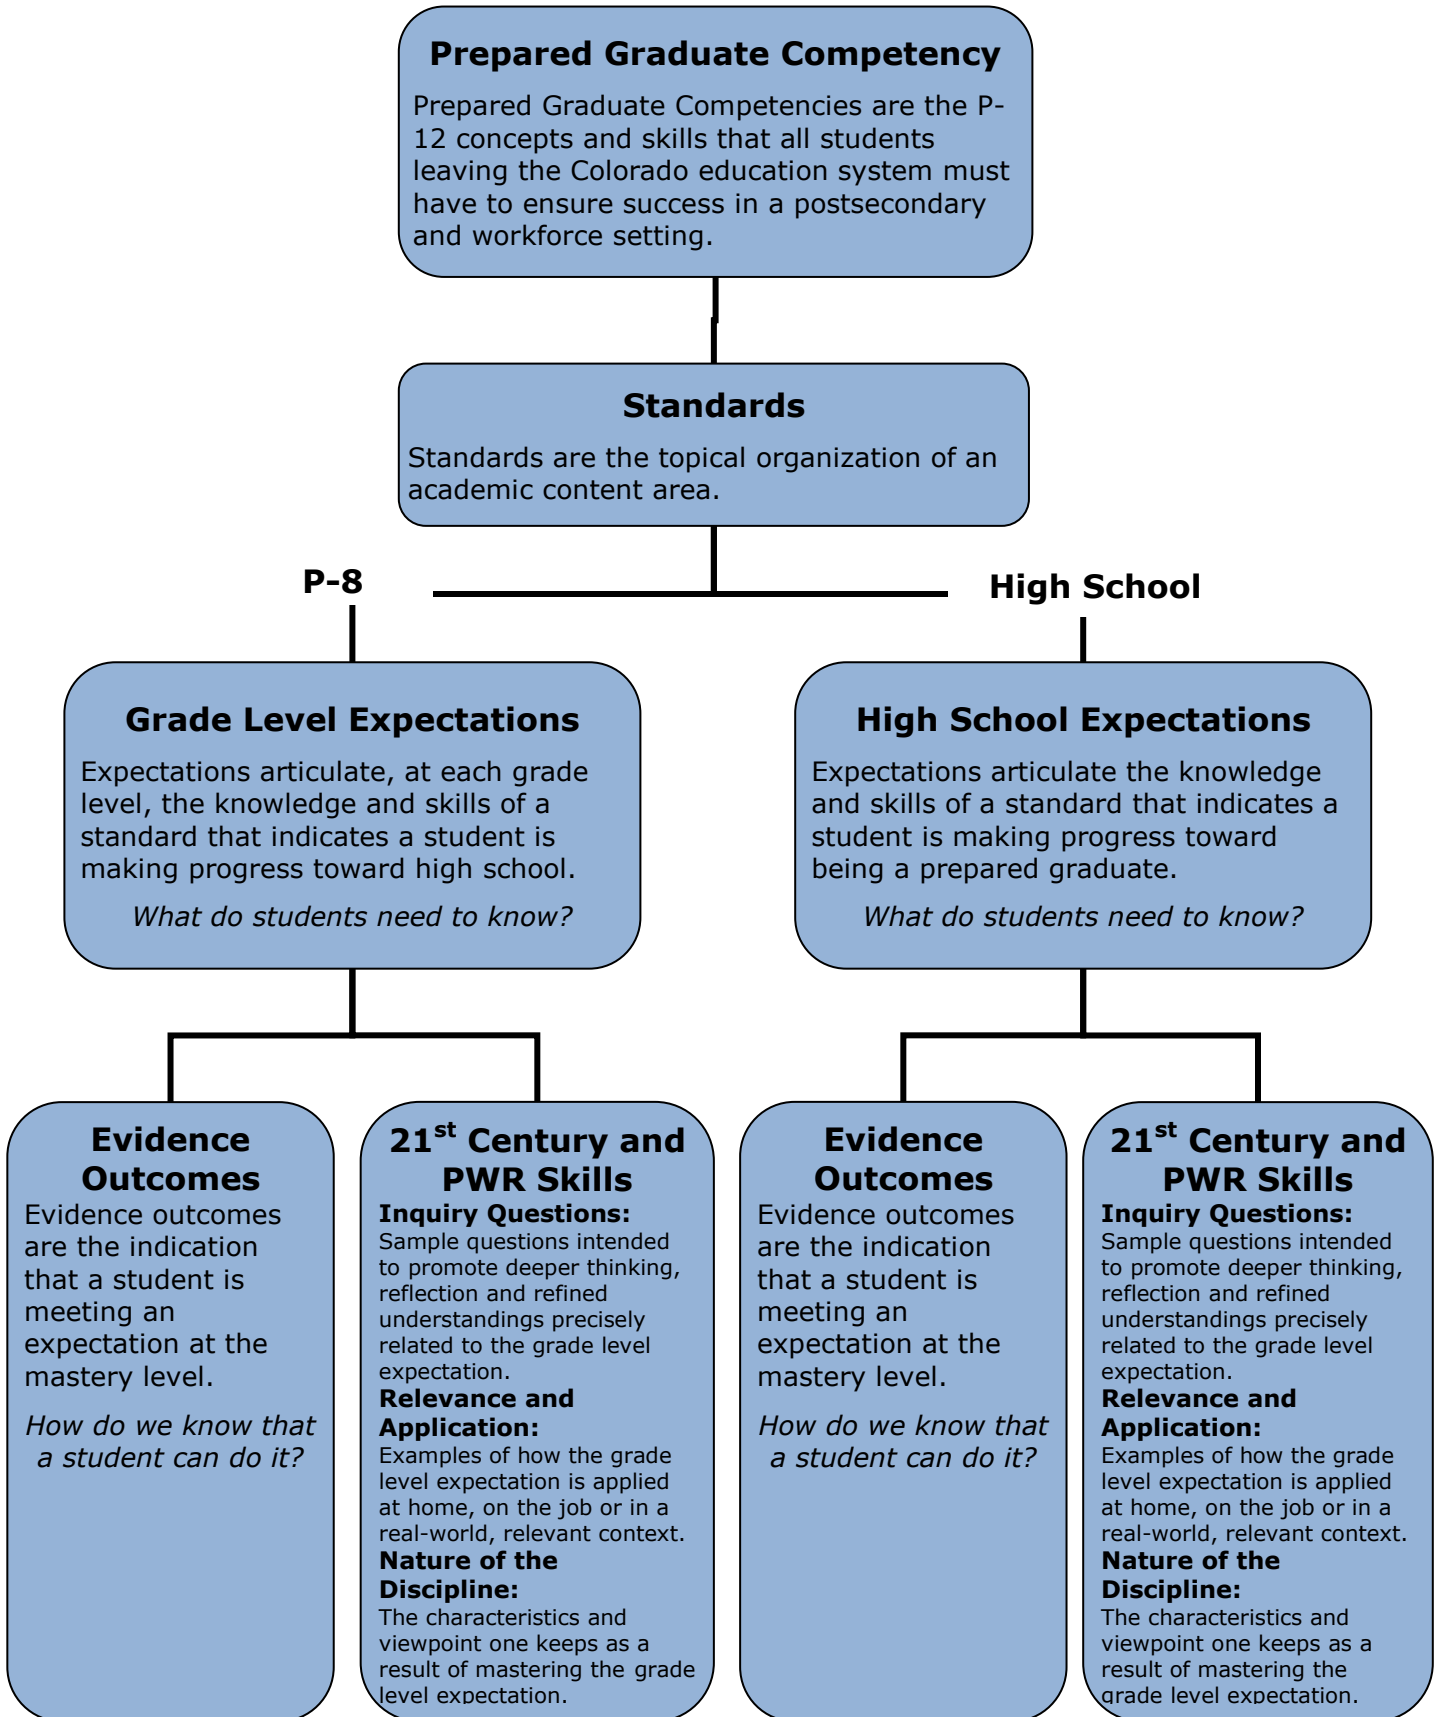 Prepared Graduate Competency
Prepared Graduate Competencies are the P-
12 concepts and skills that all students
leaving the Colorado education system must
have to ensure success in a postsecondary
and workforce setting.
Standards
Standards are the topical organization of an
academic content area.
P-8
High School
Grade Level Expectations
Expectations articulate, at each grade
level, the knowledge and skills of a
standard that indicates a student is
making progress toward high school.
What do students need to know?
High School Expectations
Expectations articulate the knowledge
and skills of a standard that indicates a
student is making progress toward
being a prepared graduate.
What do students need to know?
Evidence
Outcomes
Evidence outcomes
are the indication
that a student is
meeting an
expectation at the
mastery level.
How do we know that
a student can do it?
21st Century and
PWR Skills
Inquiry Questions:
Sample questions intended
to promote deeper thinking,
reflection and refined
understandings precisely
related to the grade level
expectation.
Relevance and
Application:
Examples of how the grade
level expectation is applied
at home, on the job or in a
real-world, relevant context.
Nature of the
Discipline:
The characteristics and
viewpoint one keeps as a
result of mastering the grade
level expectation.
Evidence
Outcomes
Evidence outcomes
are the indication
that a student is
meeting an
expectation at the
mastery level.
How do we know that
a student can do it?
21st Century and
PWR Skills
Inquiry Questions:
Sample questions intended
to promote deeper thinking,
reflection and refined
understandings precisely
related to the grade level
expectation.
Relevance and
Application:
Examples of how the grade
level expectation is applied
at home, on the job or in a
real-world, relevant context.
Nature of the
Discipline:
The characteristics and
viewpoint one keeps as a
result of mastering the
grade level expectation.